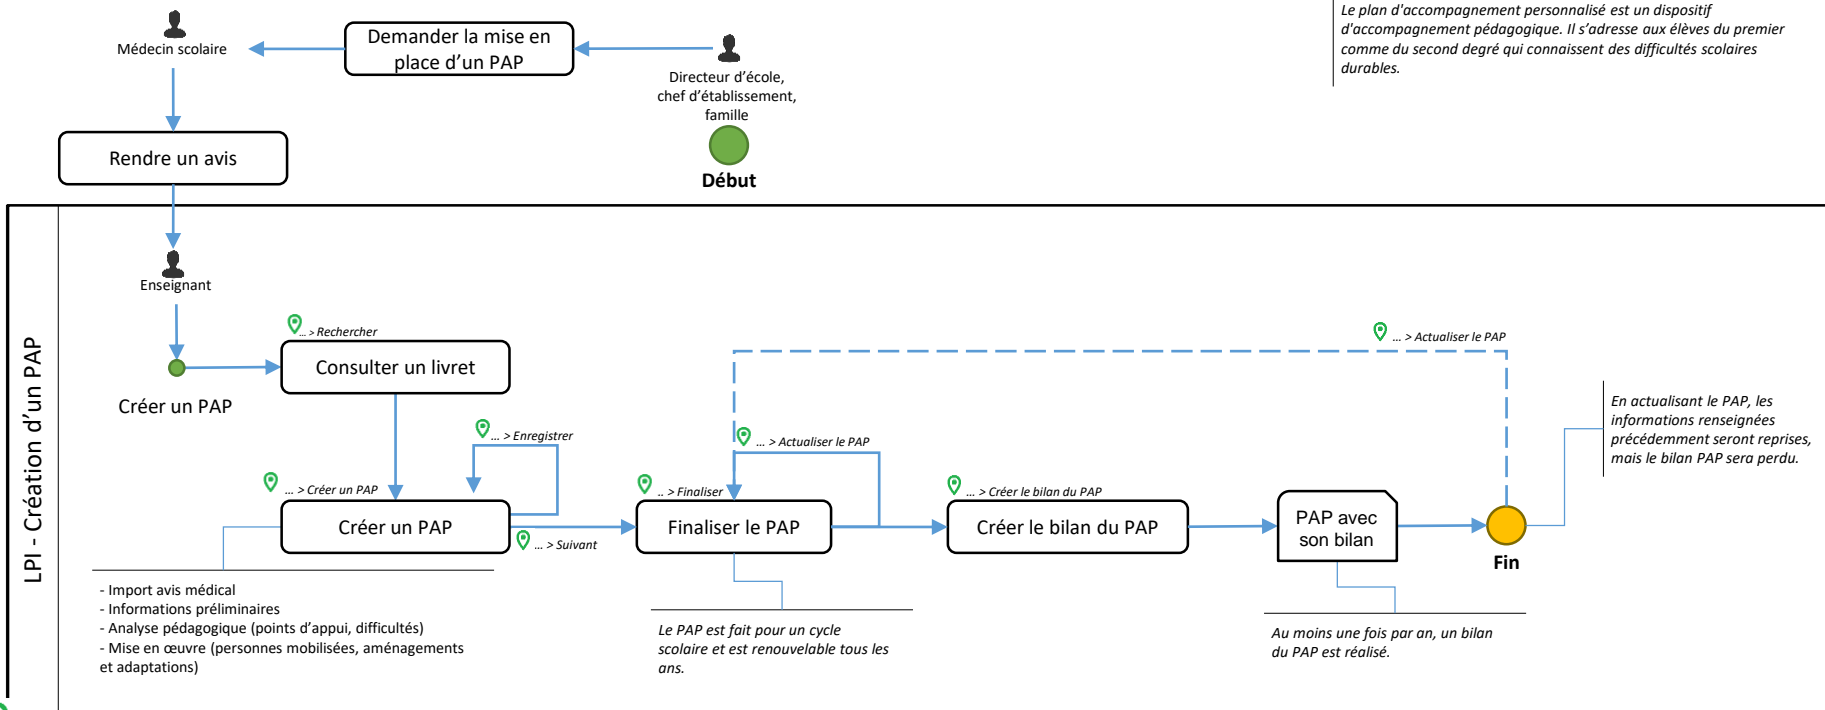 Le plan d'accompagnement personnalisé est un dispositif
d'accompagnement pédagogique. Il s'adresse aux élèves du premier
comme du second degré qui connaissent des difficultés scolaires
durables.
Médecin scolaire
Demander la mise en
place d'un PAP
Directeur d'école,
chef d'établissement,
famille
Début
Rendre un avis
LPI - Création d'un PAP
Enseignant
Créer un PAP
... > Rechercher
Consulter un livret
... > Enregistrer
... > Créer un PAP
Créer un PAP
... > Suivant
- Import avis médical
- Informations préliminaires
- Analyse pédagogique (points d'appui, difficultés)
- Mise en œuvre (personnes mobilisées, aménagements
et adaptations)
... > Actualiser le PAP
.. > Finaliser
Finaliser le PAP
Le PAP est fait pour un cycle
scolaire et est renouvelable tous les
ans.
... > Créer le bilan du PAP
Créer le bilan du PAP
PAP avec
son bilan
Au moins une fois par an, un bilan
du PAP est réalisé.
... > Actualiser le PAP
Fin
En actualisant le PAP, les
informations renseignées
précédemment seront reprises,
mais le bilan PAP sera perdu.